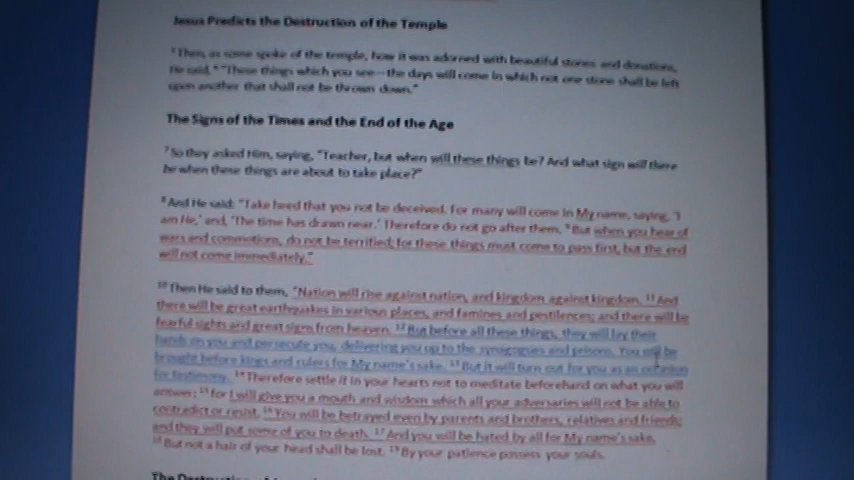 Jesus Predicts the Destruction of the Temple
5 Then, as some spoke of the temple, how it was adorned with beautiful stones and donations,
He said, 6 "These things which you see—the days will come in which not one stone shall be left
upon another that shall not be thrown down."
The Signs of the Times and the End of the Age
7 So they asked Him, saying, "Teacher, but when will these things be? And what sign will there
be when these things are about to take place?"
8 And He said: "Take heed that you not be deceived. For many will come in My name, saying, 'I
am He,' and, 'The time has drawn near.' Therefore do not go after them. 9 But when you hear of
wars and commotions, do not be terrified; for these things must come to pass first, but the end
will not come immediately."
10 Then He said to them, "Nation will rise against nation, and kingdom against kingdom. 11 And
there will be great earthquakes in various places, and famines and pestilences; and there will be
fearful sights and great signs from heaven. 12 But before all these things, they will lay their
hands on you and persecute you, delivering you up to the synagogues and prisons. You will be
brought before kings and rulers for My name's sake. 13 But it will turn out for you as an occasion
for testimony. 14 Therefore settle it in your hearts not to meditate beforehand on what you will
answer; 15 for I will give you a mouth and wisdom which all your adversaries will not be able to
contradict or resist. 16 You will be betrayed even by parents and brothers, relatives and friends;
and they will put some of you to death. 17 And you will be hated by all for My name's sake.
18 But not a hair of your head shall be lost. 19 By your patience possess your souls.
The Destruction of